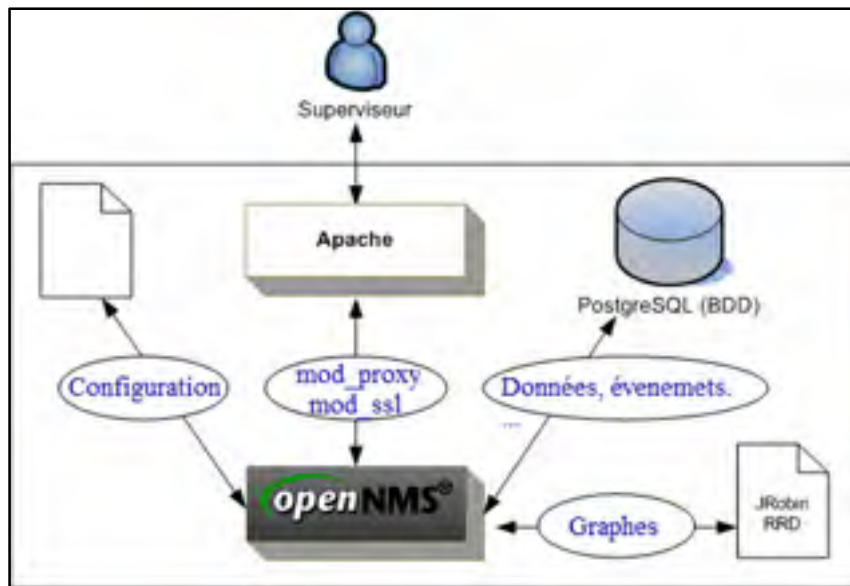 Superviseur
Apache
PostgreSQL (BDD)
Configuration
mod_proxy
mod_ssl
Données, évenemets.
...
openNMS®
Graphes
JRobin
RRD